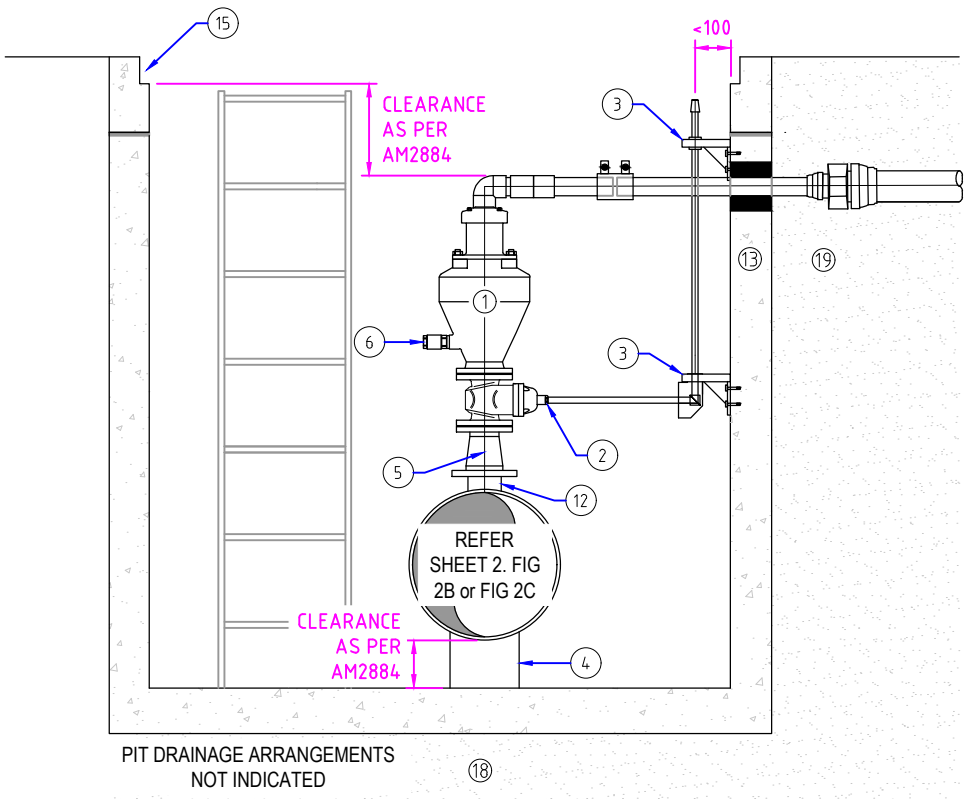 15
<100
CLEARANCE
AS PER
AM2884
3
13
19
1
6
3
2
5
12
REFER
SHEET 2. FIG
2B or FIG 2C
CLEARANCE
AS PER
AM2884
4
PIT DRAINAGE ARRANGEMENTS
NOT INDICATED
18